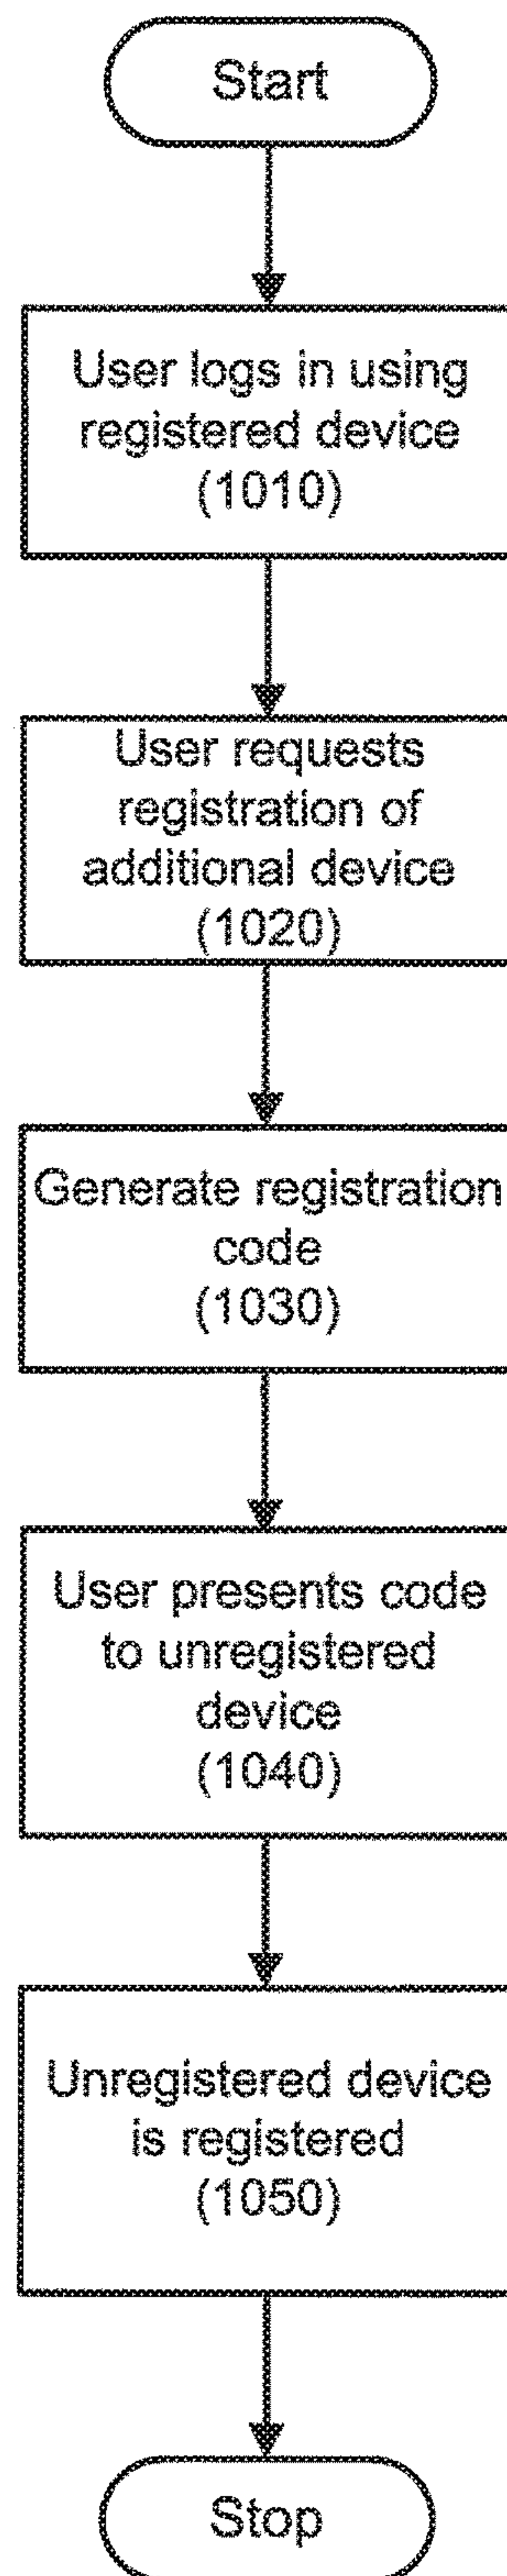 Start
User logs in using
registered device
(1010)
User requests
registration of
additional device
(1020)
Generate registration
code
(1030)
User presents code
to unregistered
device
(1040)
Unregistered device
is registered
(1050)
Stop